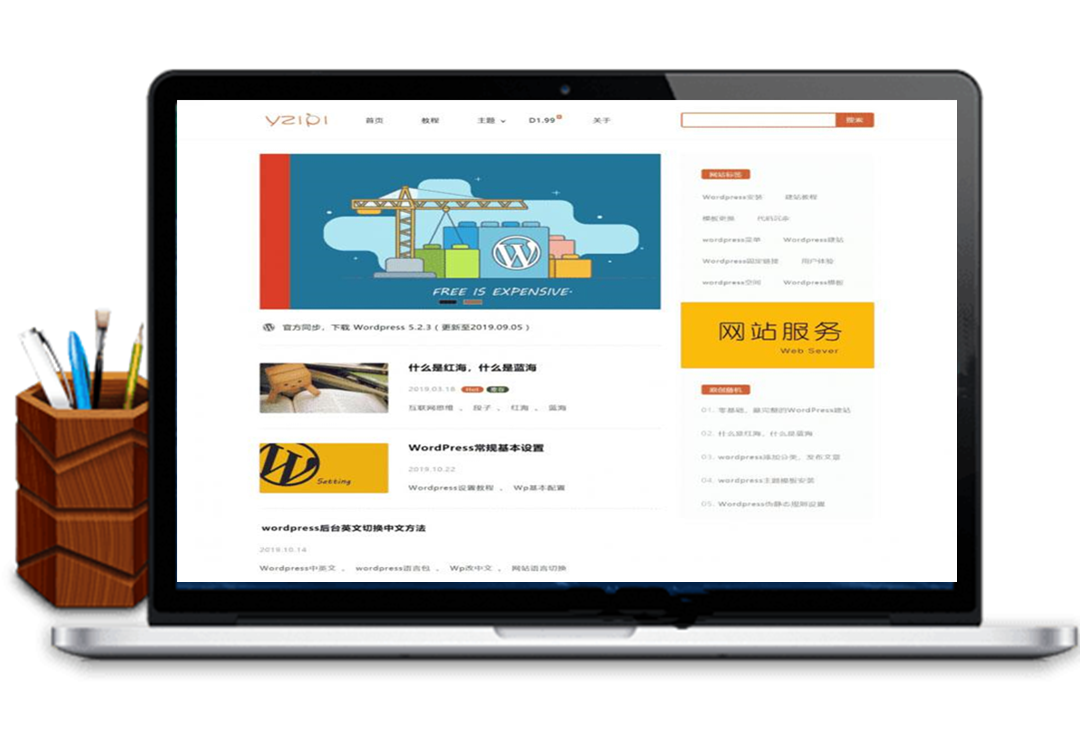 YZIPI 首页 教程 主题 D1.99 关于 搜索
FREE IS EXPENSIVE·
官方同步，下载 Wordpress 5.2.3 ( 更新至2019.09.05 )
什么是红海，什么是蓝海
2019.03.18 Hot
互联网思维 、 段子 、 红海 、 蓝海
WordPress常规基本设置
2019.10.22
Wordpress设置教程 、 Wp基本配置
Setting
wordpress后台英文切换中文方法
2019.10.14
Wordpress中英文 、 wordpress语言包 、 Wp改中文 、 网站语言切换
网站标签
Wordpress安装 建站教程
模板更换
wordpress菜单 Wordpress建站
Wordpress固定链接 用户体验
wordpress空间 Wordpress模板
网站服务
Web Sever
01. 零基础，最完整的WordPress建站
02. 什么是红海，什么是蓝海
03. wordpress添加分类，发布文章
04. wordpress主题模板安装
05. Wordpress伪静态规则设置